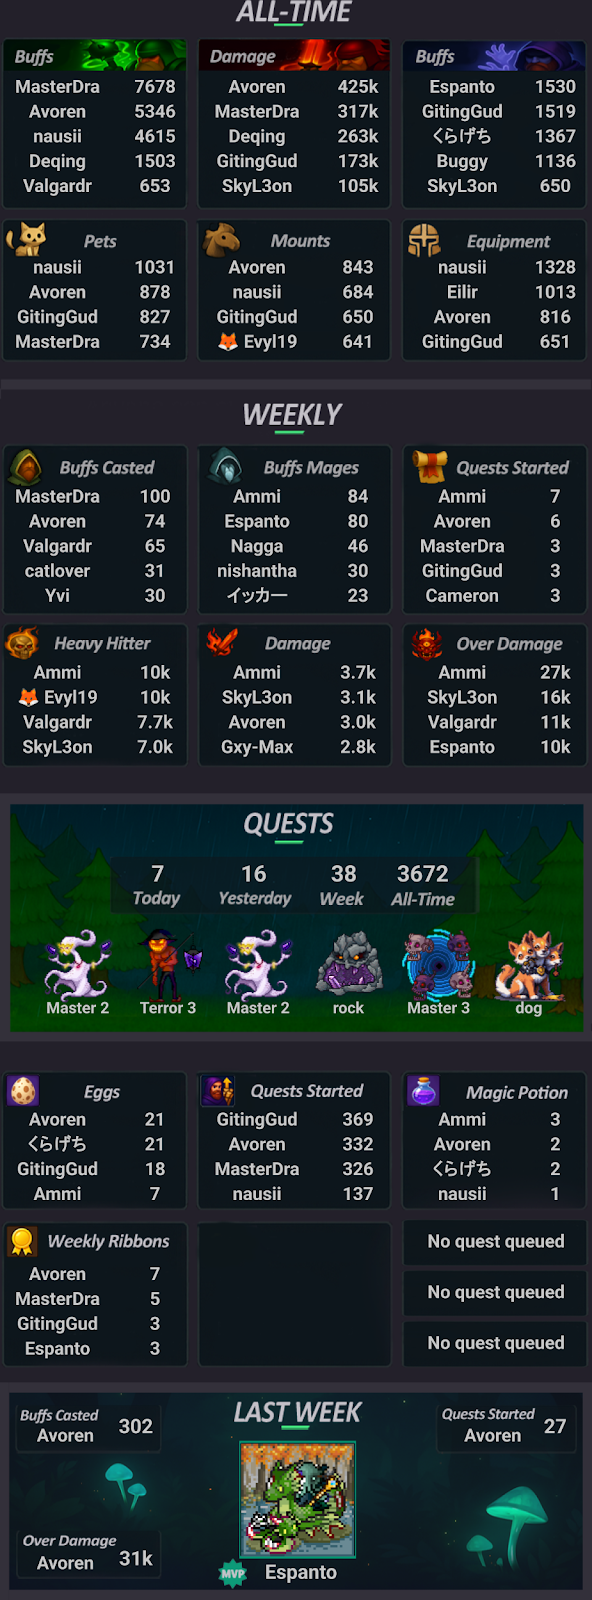 ALL-TIME
Buffs
MasterDra 7678
Avoren 5346
nausii 4615
Deqing 1503
Valgardr 653
Damage
Avoren 425k
MasterDra 317k
Deqing 263k
GitingGud 173k
SkyL3on 105k
Buffs
Espanto 1530
GitingGud 1519
くらげち 1367
Buggy 1136
SkyL3on 650
Pets
nausii 1031
Avoren 878
GitingGud 827
MasterDra 734
Mounts
Avoren 843
nausii 684
GitingGud 650
🦊 Evyl19 641
Equipment
nausii 1328
Eilir 1013
Avoren 816
GitingGud 651
WEEKLY
Buffs Casted
MasterDra 100
Avoren 74
Valgardr 65
catlover 31
Yvi 30
Buffs Mages
Ammi 84
Espanto 80
Nagga 46
nishantha 30
イッカー 23
Quests Started
Ammi 7
Avoren 6
MasterDra 3
GitingGud 3
Cameron 3
Heavy Hitter
Ammi 10k
🦊 Evyl19 10k
Valgardr 7.7k
SkyL3on 7.0k
Damage
Ammi 3.7k
SkyL3on 3.1k
Avoren 3.0k
Gxy-Max 2.8k
Over Damage
Ammi 27k
SkyL3on 16k
Valgardr 11k
Espanto 10k
QUESTS
7 16 38 3672
Today Yesterday Week All-Time
Master 2 Terror 3 Master 2 rock Master 3 dog
Eggs
Avoren 21
くらげち 21
GitingGud 18
Ammi 7
Quests Started
GitingGud 369
Avoren 332
MasterDra 326
nausii 137
Magic Potion
Ammi 3
Avoren 2
くらげち 2
nausii 1
Weekly Ribbons
Avoren 7
MasterDra 5
GitingGud 3
Espanto 3
No quest queued
No quest queued
No quest queued
LAST WEEK
Buffs Casted
Avoren 302
Quests Started
Avoren 27
Over Damage
Avoren 31k
MVP Espanto